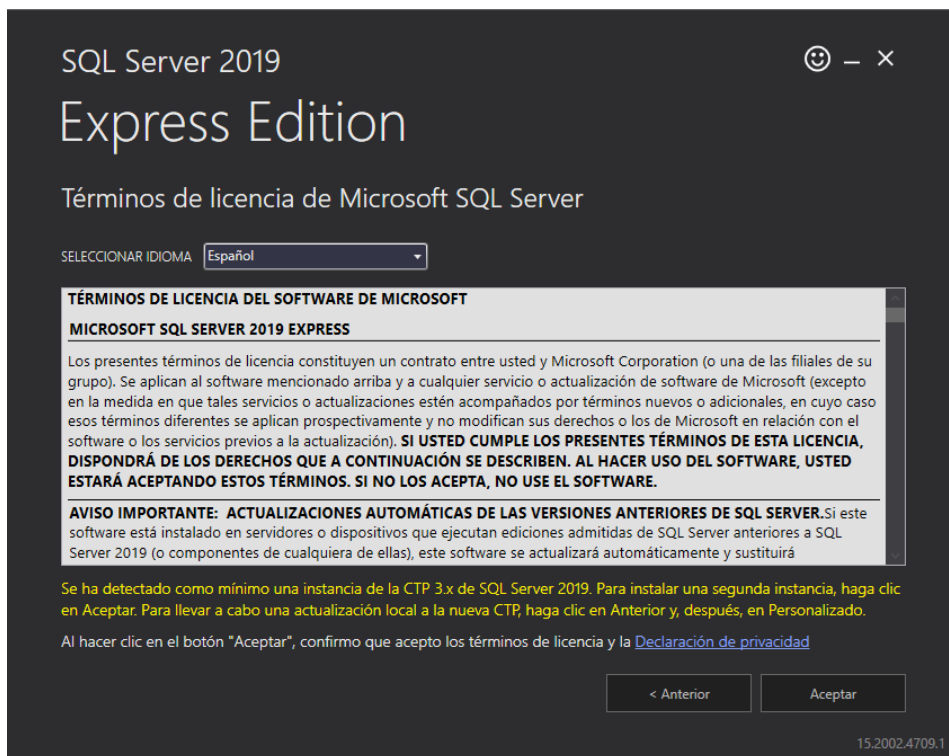 SQL Server 2019
Express Edition
Términos de licencia de Microsoft SQL Server
SELECCIONAR IDIOMA Español
TÉRMINOS DE LICENCIA DEL SOFTWARE DE MICROSOFT
MICROSOFT SQL SERVER 2019 EXPRESS
Los presentes términos de licencia constituyen un contrato entre usted y Microsoft Corporation (o una de las filiales de su
grupo). Se aplican al software mencionado arriba y a cualquier servicio o actualización de software de Microsoft (excepto
en la medida en que tales servicios o actualizaciones estén acompañados por términos nuevos o adicionales, en cuyo caso
esos términos diferentes se aplican prospectivamente y no modifican sus derechos o los de Microsoft en relación con el
software o los servicios previos a la actualización). SI USTED CUMPLE LOS PRESENTES TÉRMINOS DE ESTA LICENCIA,
DISPONDRÁ DE LOS DERECHOS QUE A CONTINUACIÓN SE DESCRIBEN. AL HACER USO DEL SOFTWARE, USTED
ESTARÁ ACEPTANDO ESTOS TÉRMINOS. SI NO LOS ACEPTA, NO USE EL SOFTWARE.
AVISO IMPORTANTE: ACTUALIZACIONES AUTOMÁTICAS DE LAS VERSIONES ANTERIORES DE SQL SERVER.Si este
software está instalado en servidores o dispositivos que ejecutan ediciones admitidas de SQL Server anteriores a SQL
Server 2019 (o componentes de cualquiera de ellas), este software se actualizará automáticamente y sustituirá
Se ha detectado como mínimo una instancia de la CTP 3.x de SQL Server 2019. Para instalar una segunda instancia, haga clic
en Aceptar. Para llevar a cabo una actualización local a la nueva CTP, haga clic en Anterior y, después, en Personalizado.
Al hacer clic en el botón "Aceptar", confirmo que acepto los términos de licencia y la Declaración de privacidad
< Anterior
Aceptar
15.2002.4709.1